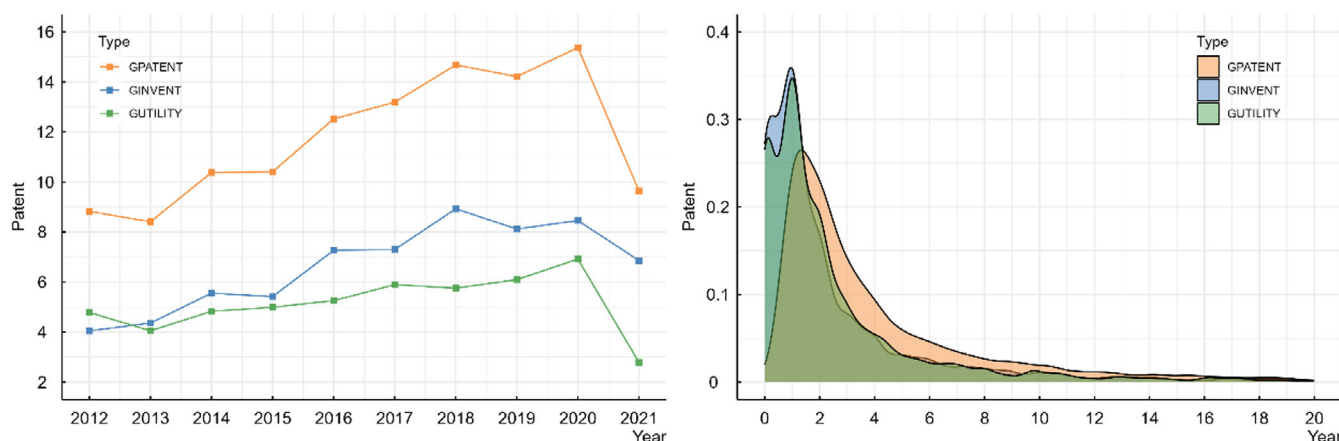 Type
GPATENT
GINVENT
GUTILITY
Patent
16
14
12
10
8
6
4
2
2012 2013 2014 2015 2016 2017 2018 2019 2020 2021
Year
Type
GPATENT
GINVENT
GUTILITY
Patent
0.4
0.3
0.2
0.1
0
0 2 4 6 8 10 12 14 16 18 20
Year